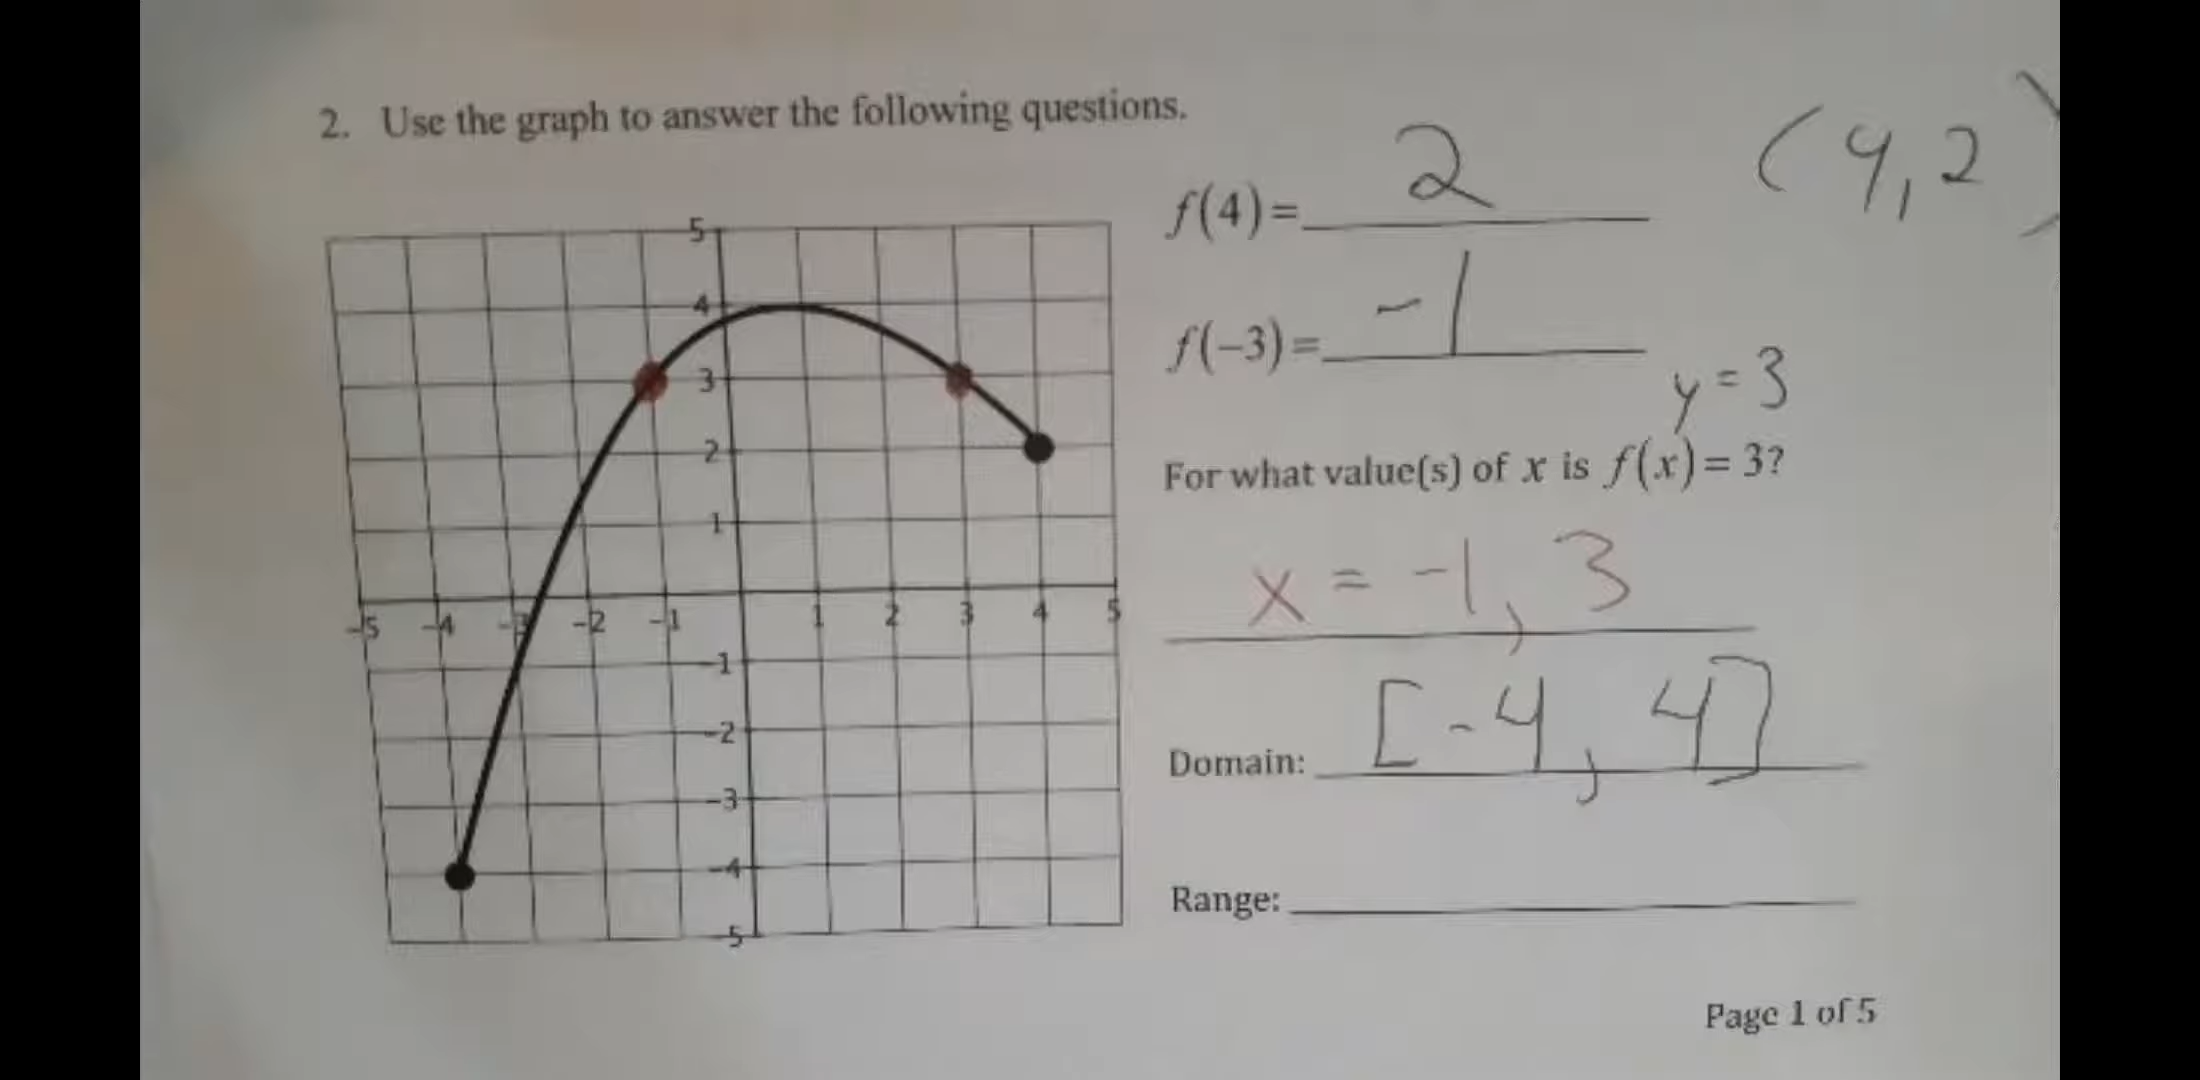 2. Use the graph to answer the following questions.
f(4)= 2 (4,2)
f(-3)= -1
y=3
For what value(s) of x is f(x)= 3?
x = -1, 3
Domain: [-4, 4]
Range:
5
4
3
2
1
-5 -4 -3 -2 -1 1 2 3 4 5
-1
-2
-3
-4
-5
Page 1 of 5